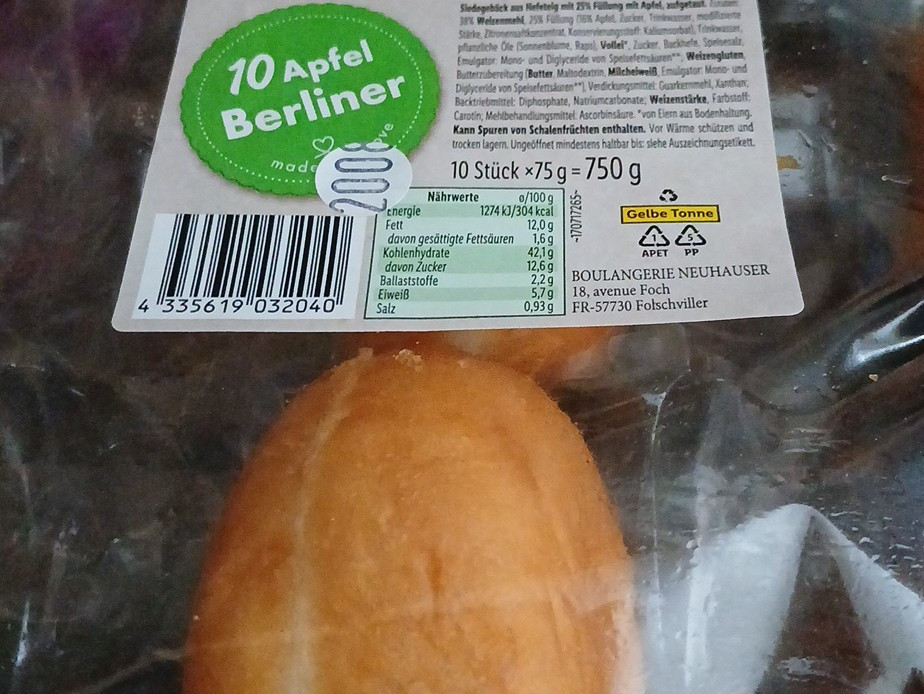 10 Apfel
Berliner
made
ve
2008
Siedegebäck aus Hefeteig mit 25% Füllung mit Apfel, aufgetaut.
38% Weizenmehl, 25% Füllung (16% Apfel, Zucker, Trinkwasser, modifizierte
Stärke, Zitronensaftkonzentrat, Konservierungsstoff: Kaliumsorbat), Trinkwasser,
pflanzliche Öle (Sonnenblume, Raps), Vollei*, Zucker, Backhefe, Speisesalz,
Emulgator: Mono- und Diglyceride von Speisefettsäuren**; Weizengluten,
Butterzubereitung (Butter, Maltodextrin, Milcheiweiß, Emulgator: Mono- und
Diglyceride von Speisefettsäuren**), Verdickungsmittel: Guarkernmehl, Xanthan;
Backtriebmittel: Diphosphate, Natriumcarbonate; Weizenstärke, Farbstoff:
Carotin; Mehlbehandlungsmittel: Ascorbinsäure. *von Eiern aus Bodenhaltung.
Kann Spuren von Schalenfrüchten enthalten. Vor Wärme schützen und
trocken lagern. Ungeöffnet mindestens haltbar bis: siehe Auszeichnungsetikett.
10 Stück ×75 g = 750 g
Nährwerte ø/100 g
Energie 1274 kJ/304 kcal
Fett 12,0 g
davon gesättigte Fettsäuren 1,6 g
Kohlenhydrate 42,1 g
davon Zucker 12,6 g
Ballaststoffe 2,2 g
Eiweiß 5,7 g
Salz 0,93 g
-170717265-
Gelbe Tonne
1 5
APET PP
BOULANGERIE NEUHAUSER
18, avenue Foch
FR-57730 Folschviller
4 335619 032040